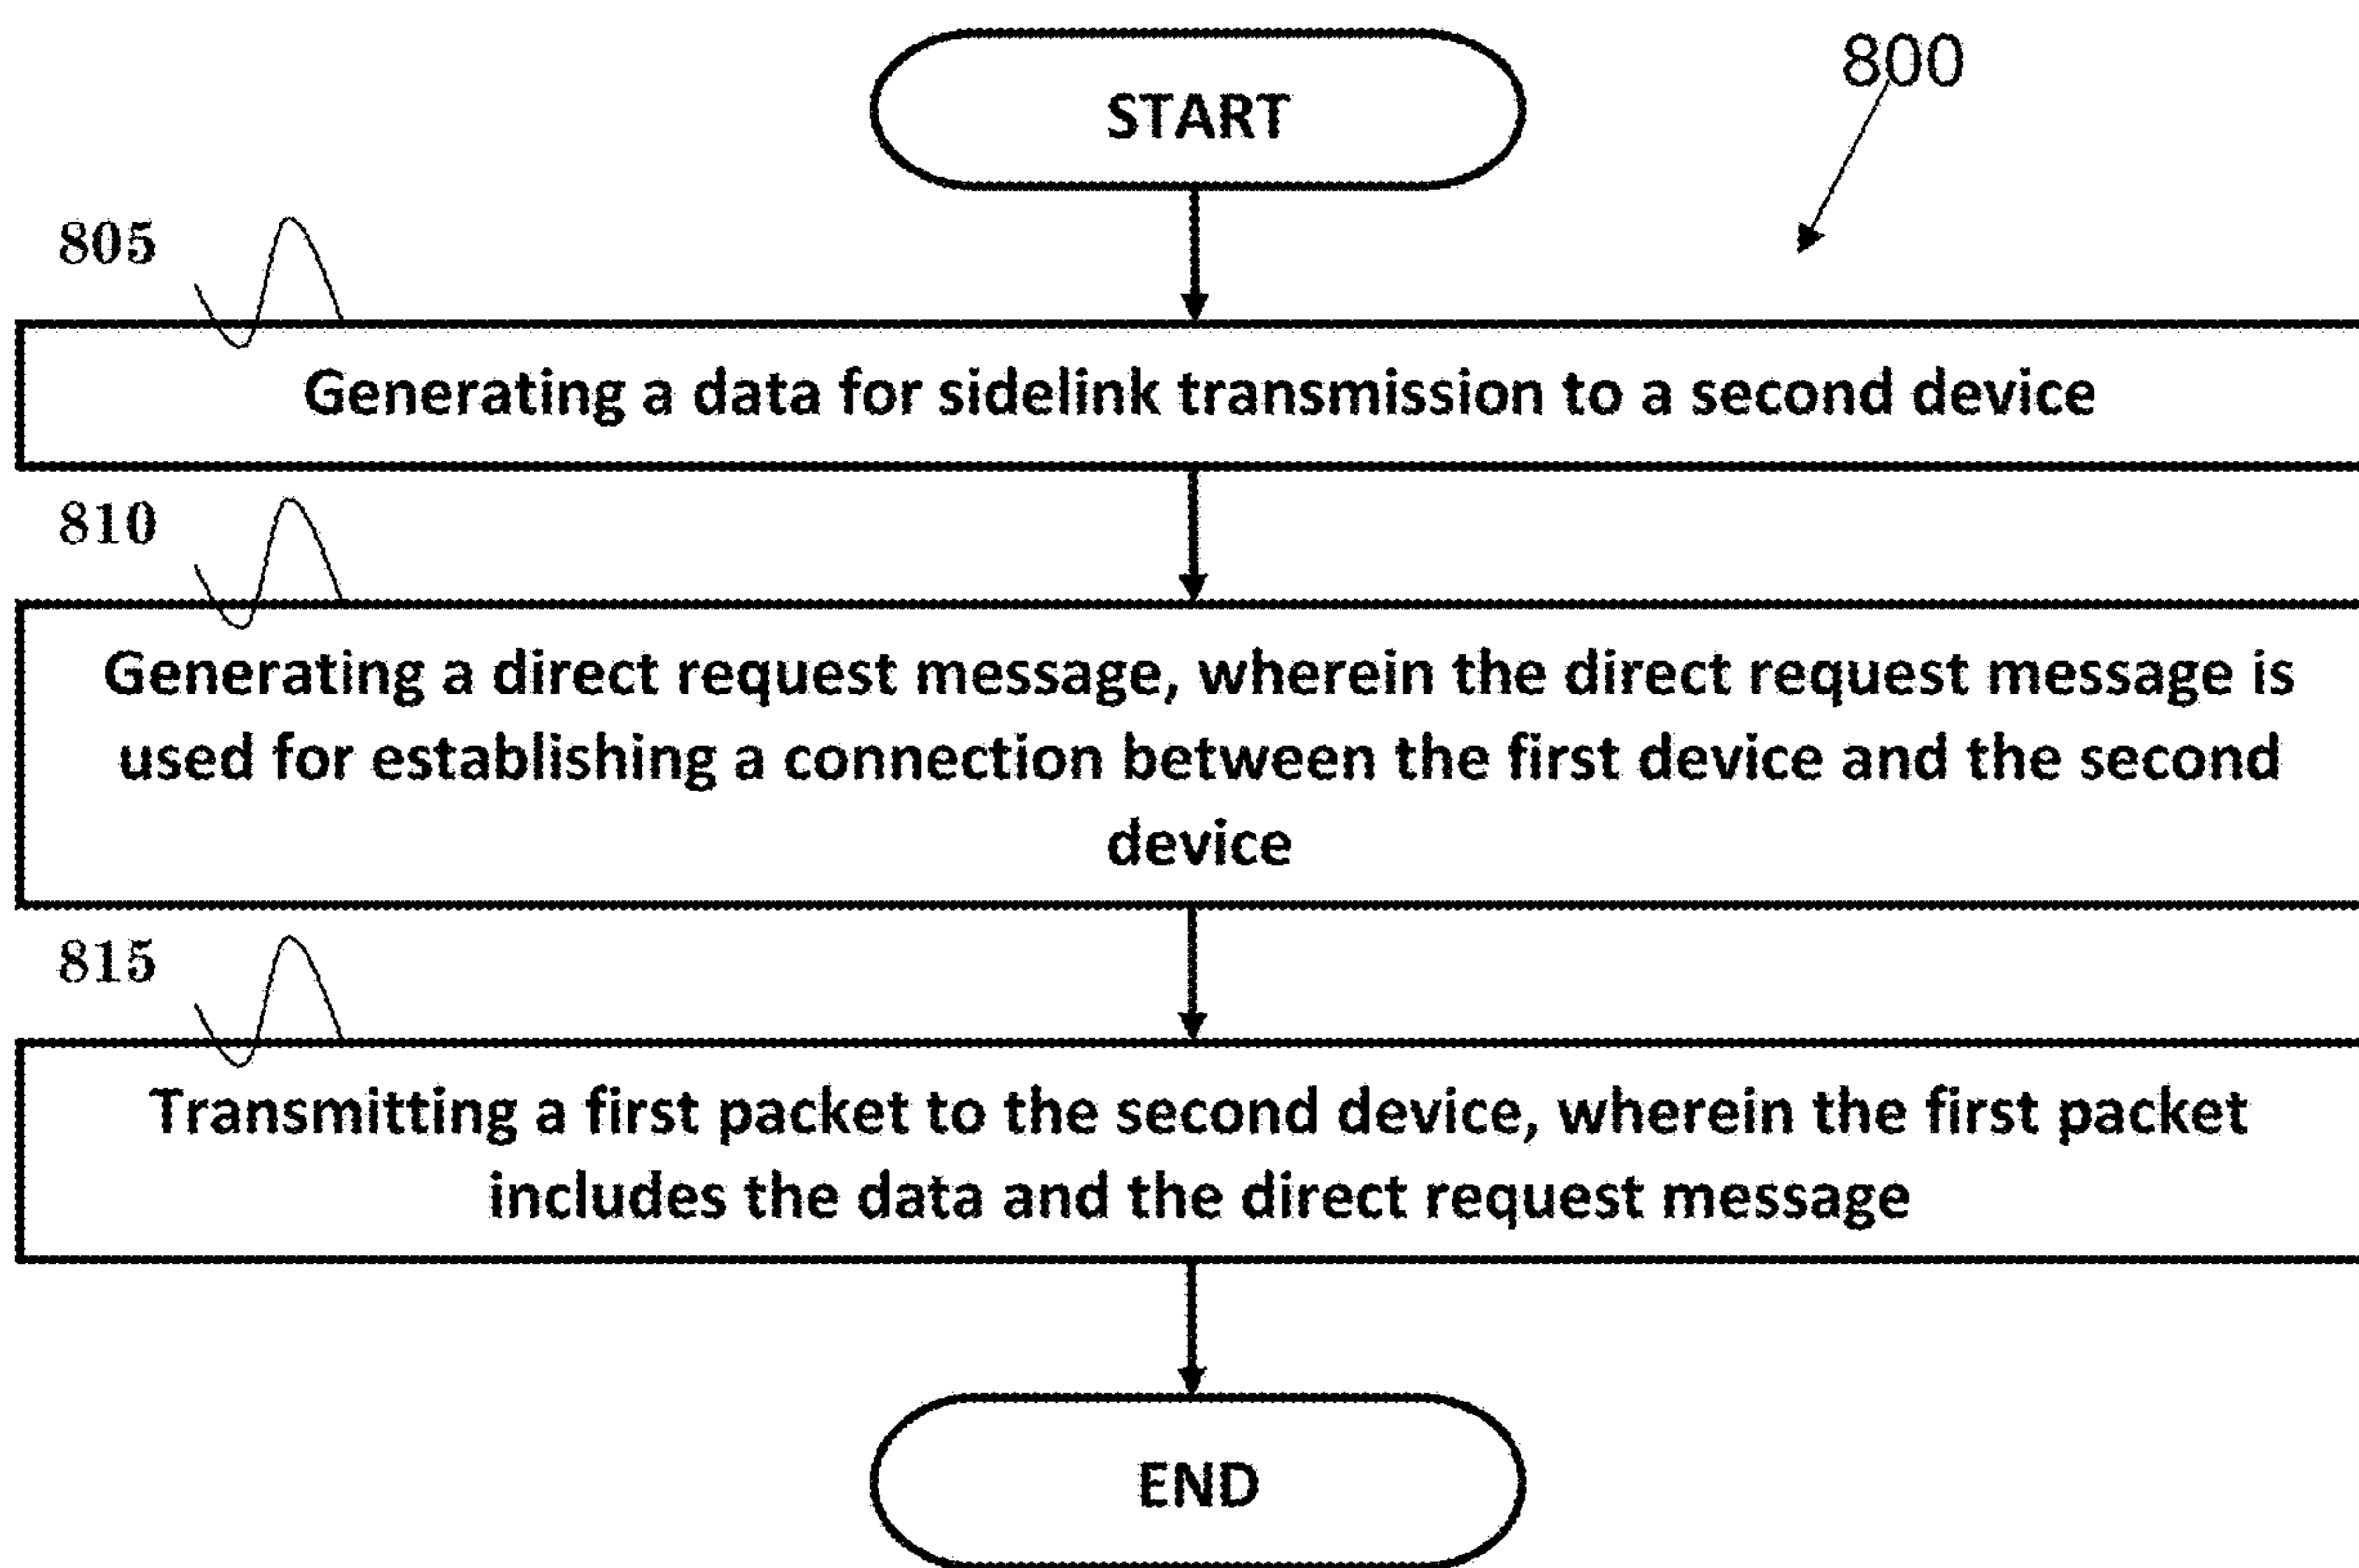 START
800
805
Generating a data for sidelink transmission to a second device
810
Generating a direct request message, wherein the direct request message is
used for establishing a connection between the first device and the second
device
815
Transmitting a first packet to the second device, wherein the first packet
includes the data and the direct request message
END